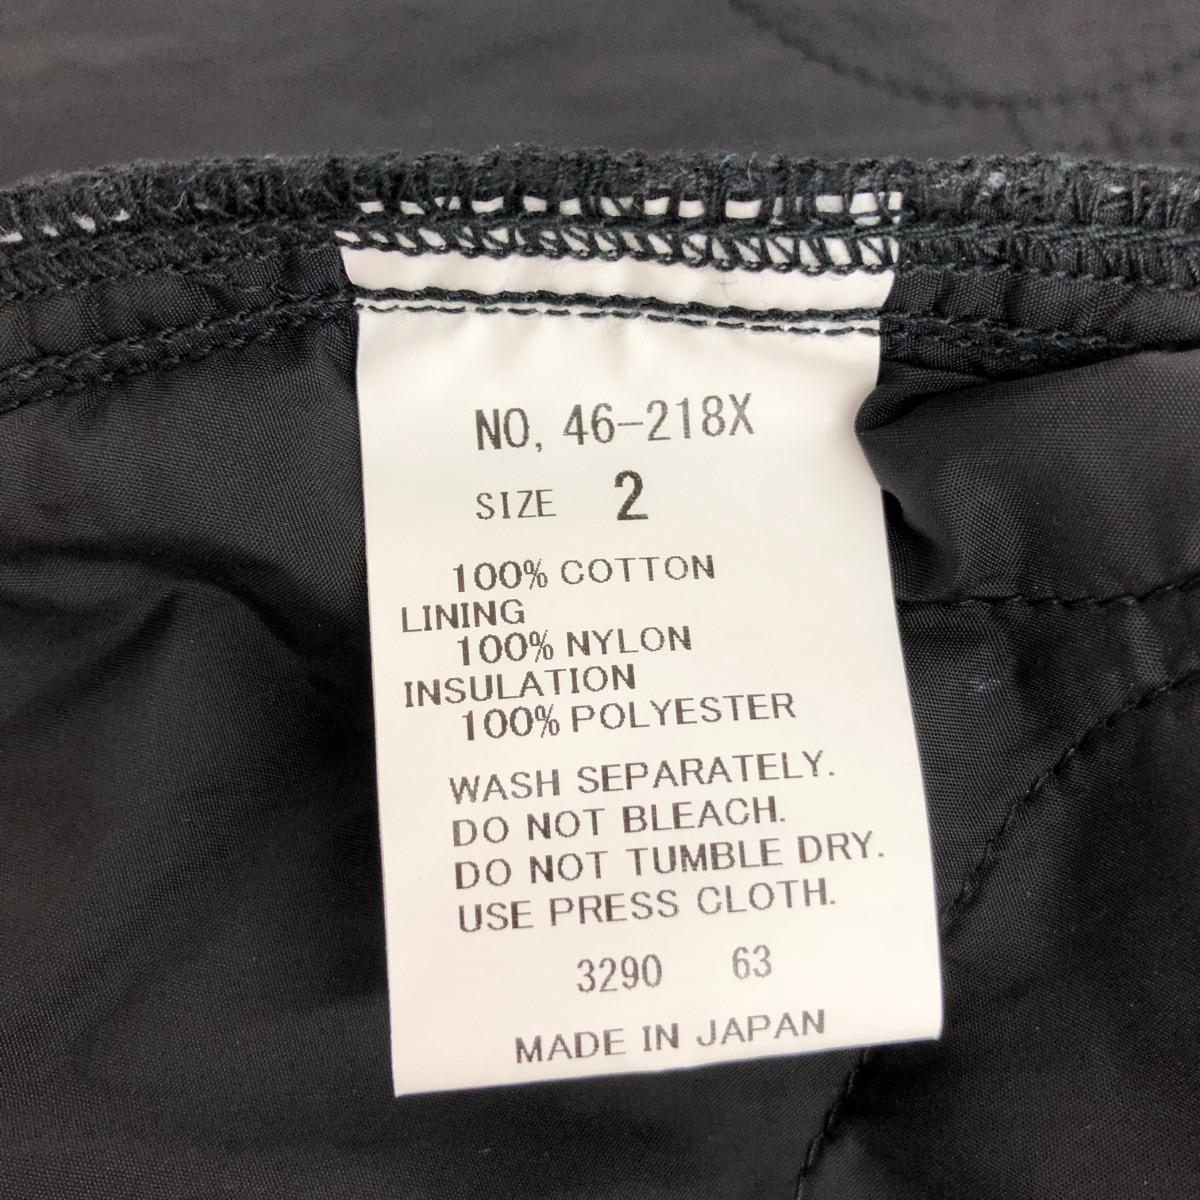 NO, 46-218X
SIZE 2
100% COTTON
LINING
100% NYLON
INSULATION
100% POLYESTER
WASH SEPARATELY.
DO NOT BLEACH.
DO NOT TUMBLE DRY.
USE PRESS CLOTH.
3290 63
MADE IN JAPAN